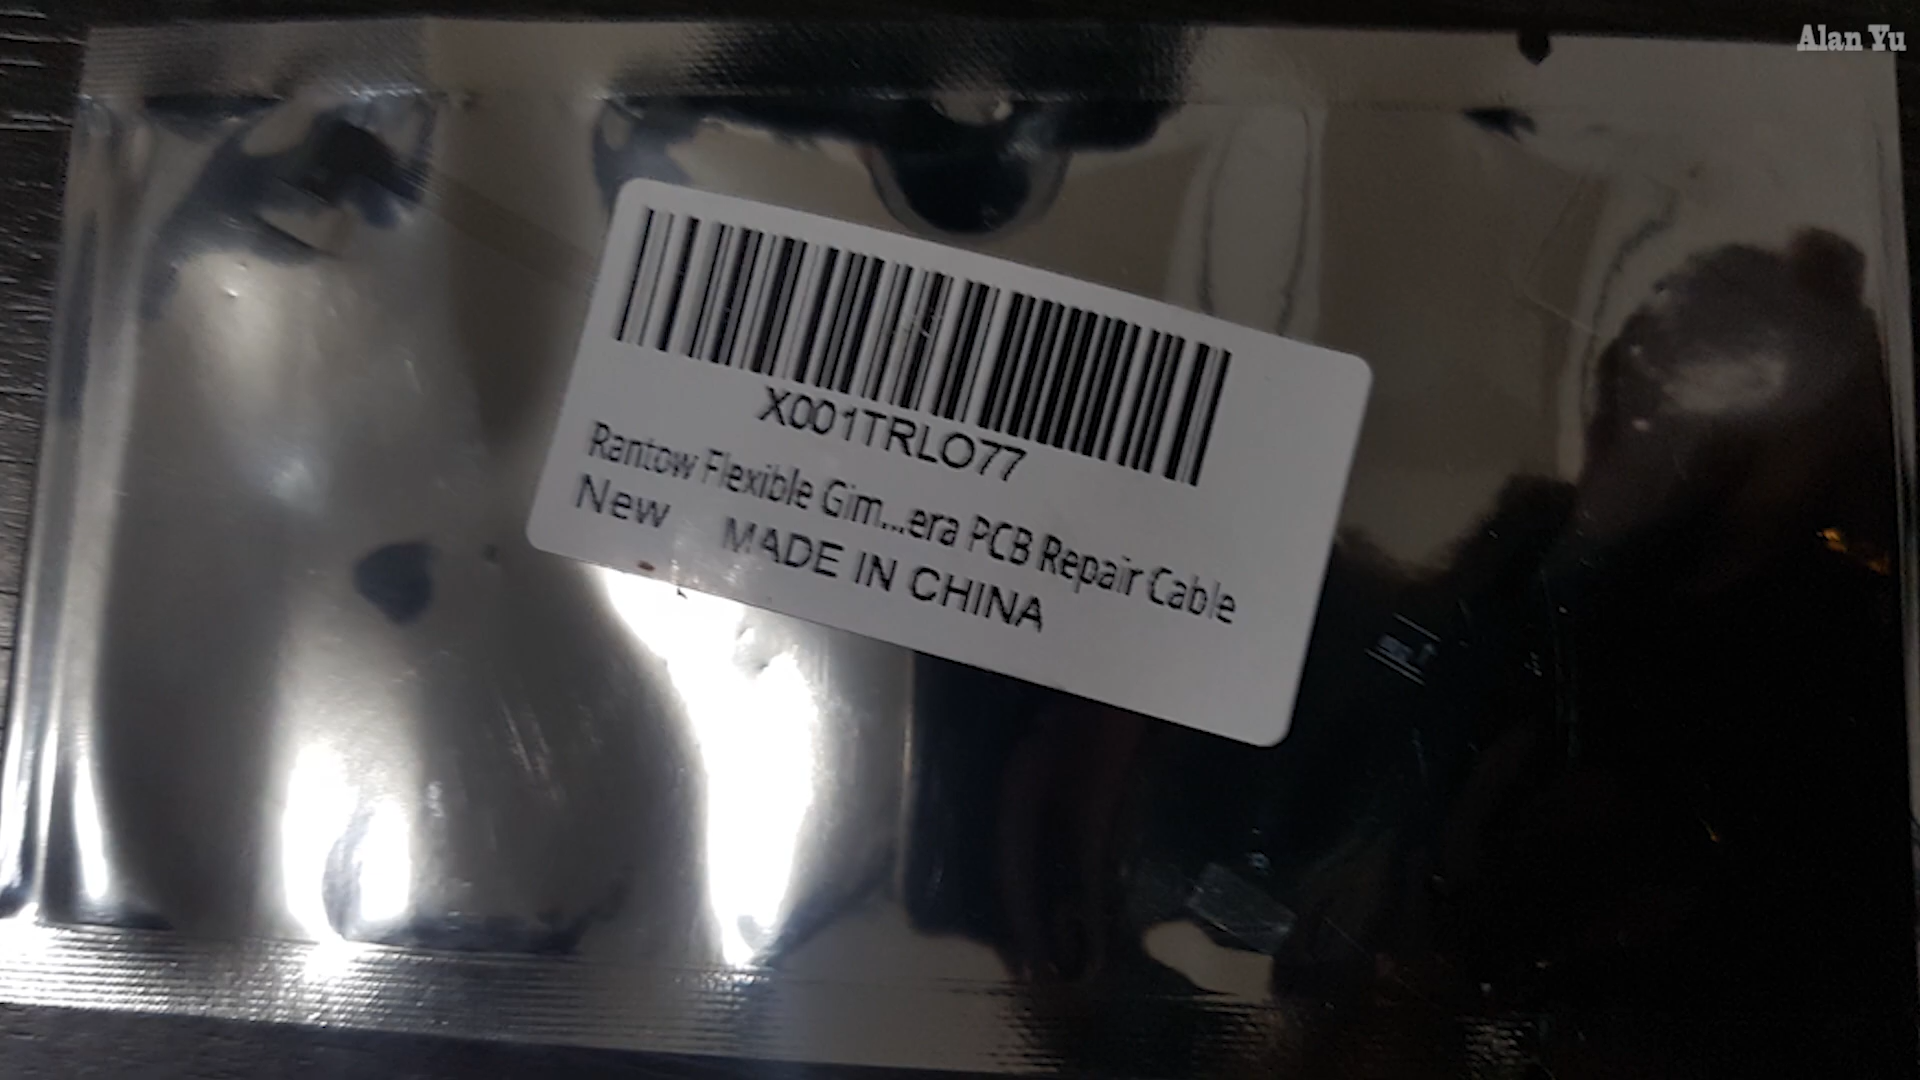 Alan Yu
X001TRLO77
Rantow Flexible Gim...era PCB Repair Cable
New MADE IN CHINA